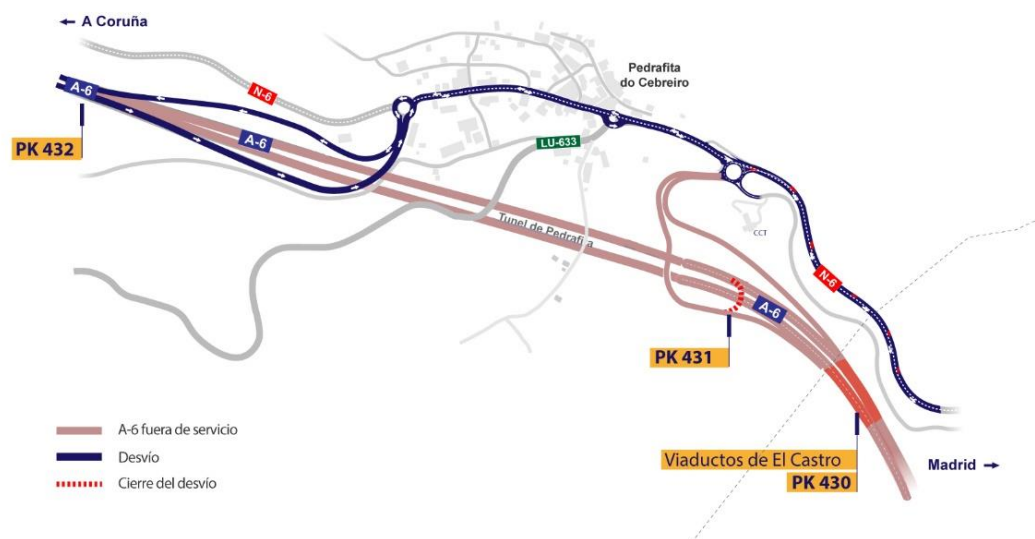 ← A Coruña
Pedrafita
do Cebreiro
A-6
N-6
PK 432
A-6
LU-633
Tunel de Pedrafita
CCT
N-6
A-6
PK 431
A-6 fuera de servicio
Desvío
Cierre del desvío
Viaductos de El Castro
PK 430
Madrid →